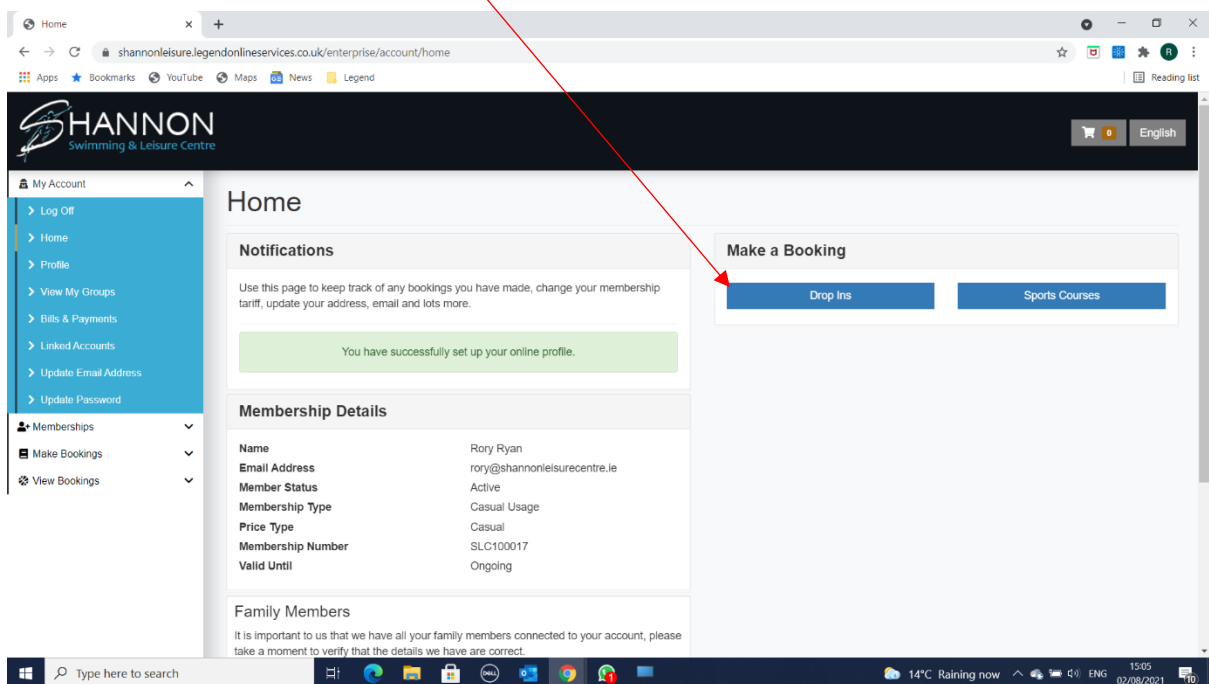 Home
shannonleisure.legendonlineservices.co.uk/enterprise/account/home
R
Apps Bookmarks YouTube Maps News Legend Reading list
SHANNON
Swimming & Leisure Centre
0 English
My Account
Log Off
Home
Profile
View My Groups
Bills & Payments
Linked Accounts
Update Email Address
Update Password
Memberships
Make Bookings
View Bookings
Home
Notifications
Use this page to keep track of any bookings you have made, change your membership
tariff, update your address, email and lots more.
You have successfully set up your online profile.
Membership Details
Name Rory Ryan
Email Address rory@shannonleisurecentre.ie
Member Status Active
Membership Type Casual Usage
Price Type Casual
Membership Number SLC100017
Valid Until Ongoing
Family Members
It is important to us that we have all your family members connected to your account, please
take a moment to verify that the details we have are correct.
Make a Booking
Drop Ins Sports Courses
Type here to search
DELL
14°C Raining now ENG
15:05
02/08/2021